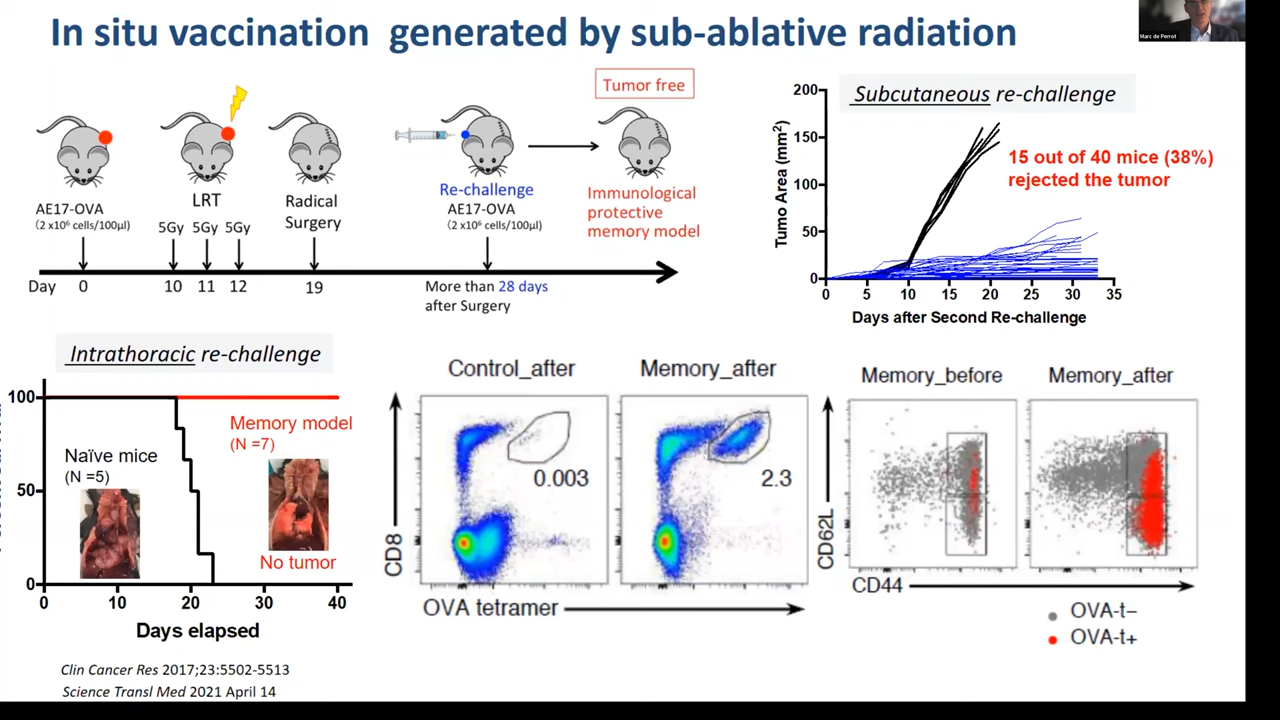 In situ vaccination generated by sub-ablative radiation
Marc de Perrot
Tumor free
LRT
Radical
Surgery
AE17-OVA
(2 x10⁶ cells/100µl)
5Gy 5Gy 5Gy
Re-challenge
AE17-OVA
(2 x10⁶ cells/100µl)
Immunological
protective
memory model
Day 0 10 11 12 19
More than 28 days
after Surgery
Subcutaneous re-challenge
15 out of 40 mice (38%)
rejected the tumor
Tumo Area (mm²)
200
150
100
50
0
0 5 10 15 20 25 30 35
Days after Second Re-challenge
Intrathoracic re-challenge
100
50
0
Memory model
(N =7)
Naïve mice
(N =5)
No tumor
0 10 20 30 40
Days elapsed
Control_after
Memory_after
0.003
2.3
CD8
OVA tetramer
Memory_before
Memory_after
CD62L
CD44
OVA-t−
OVA-t+
Clin Cancer Res 2017;23:5502-5513
Science Transl Med 2021 April 14